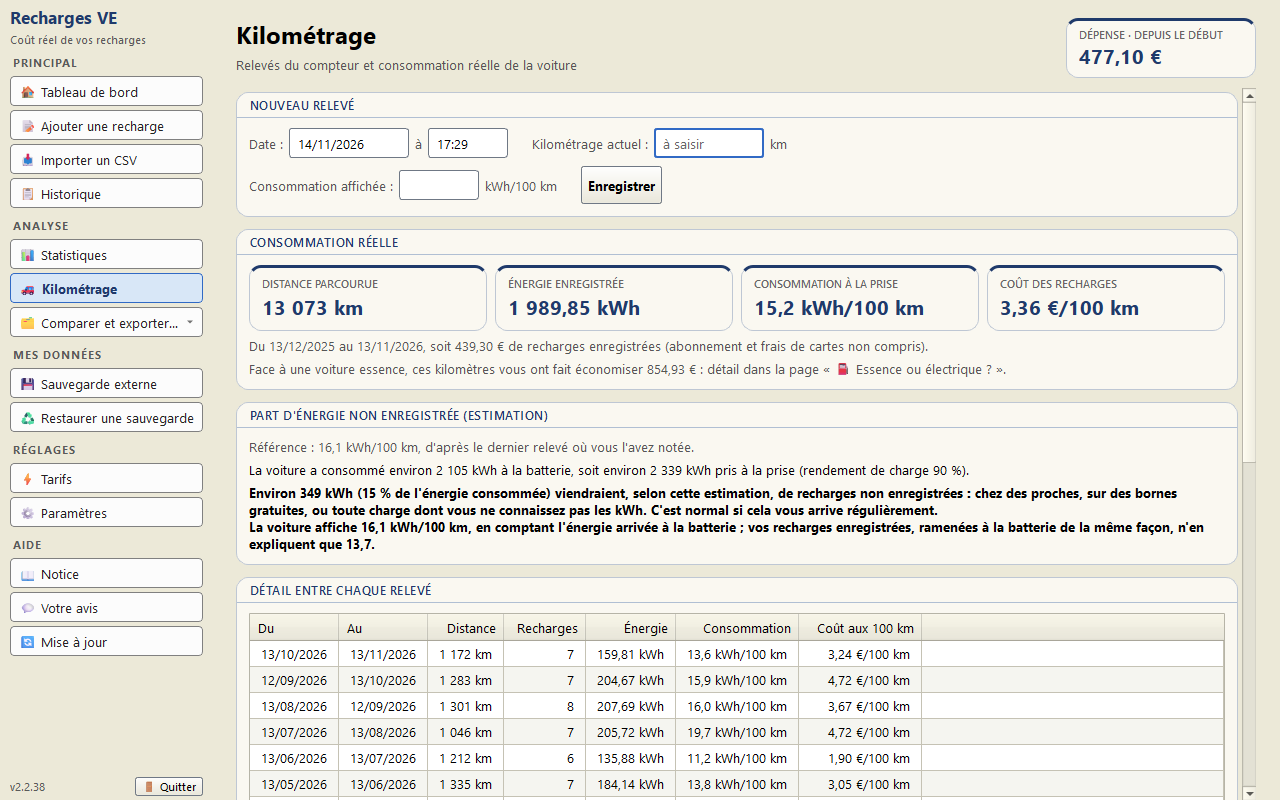 Recharges VE
Coût réel de vos recharges
PRINCIPAL
Tableau de bord
Ajouter une recharge
Importer un CSV
Historique
ANALYSE
Statistiques
Kilométrage
Comparer et exporter...
MES DONNÉES
Sauvegarde externe
Restaurer une sauvegarde
RÉGLAGES
Tarifs
Paramètres
AIDE
Notice
Votre avis
Mise à jour
v2.2.38
Quitter
Kilométrage
Relevés du compteur et consommation réelle de la voiture
DÉPENSE · DEPUIS LE DÉBUT
477,10 €
NOUVEAU RELEVÉ
Date : 14/11/2026 à 17:29 Kilométrage actuel : à saisir km
Consommation affichée : kWh/100 km Enregistrer
CONSOMMATION RÉELLE
DISTANCE PARCOURUE
13 073 km
ÉNERGIE ENREGISTRÉE
1 989,85 kWh
CONSOMMATION À LA PRISE
15,2 kWh/100 km
COÛT DES RECHARGES
3,36 €/100 km
Du 13/12/2025 au 13/11/2026, soit 439,30 € de recharges enregistrées (abonnement et frais de cartes non compris).
Face à une voiture essence, ces kilomètres vous ont fait économiser 854,93 € : détail dans la page « Essence ou électrique ? ».
PART D'ÉNERGIE NON ENREGISTRÉE (ESTIMATION)
Référence : 16,1 kWh/100 km, d'après le dernier relevé où vous l'avez notée.
La voiture a consommé environ 2 105 kWh à la batterie, soit environ 2 339 kWh pris à la prise (rendement de charge 90 %).
Environ 349 kWh (15 % de l'énergie consommée) viendraient, selon cette estimation, de recharges non enregistrées : chez des proches, sur des bornes
gratuites, ou toute charge dont vous ne connaissez pas les kWh. C'est normal si cela vous arrive régulièrement.
La voiture affiche 16,1 kWh/100 km, en comptant l'énergie arrivée à la batterie ; vos recharges enregistrées, ramenées à la batterie de la même façon, n'en
expliquent que 13,7.
DÉTAIL ENTRE CHAQUE RELEVÉ
Du Au Distance Recharges Énergie Consommation Coût aux 100 km
13/10/2026 13/11/2026 1 172 km 7 159,81 kWh 13,6 kWh/100 km 3,24 €/100 km
12/09/2026 13/10/2026 1 283 km 7 204,67 kWh 15,9 kWh/100 km 4,72 €/100 km
13/08/2026 12/09/2026 1 301 km 8 207,69 kWh 16,0 kWh/100 km 3,67 €/100 km
13/07/2026 13/08/2026 1 046 km 7 205,72 kWh 19,7 kWh/100 km 4,72 €/100 km
13/06/2026 13/07/2026 1 212 km 6 135,88 kWh 11,2 kWh/100 km 1,90 €/100 km
13/05/2026 13/06/2026 1 335 km 7 184,14 kWh 13,8 kWh/100 km 3,05 €/100 km